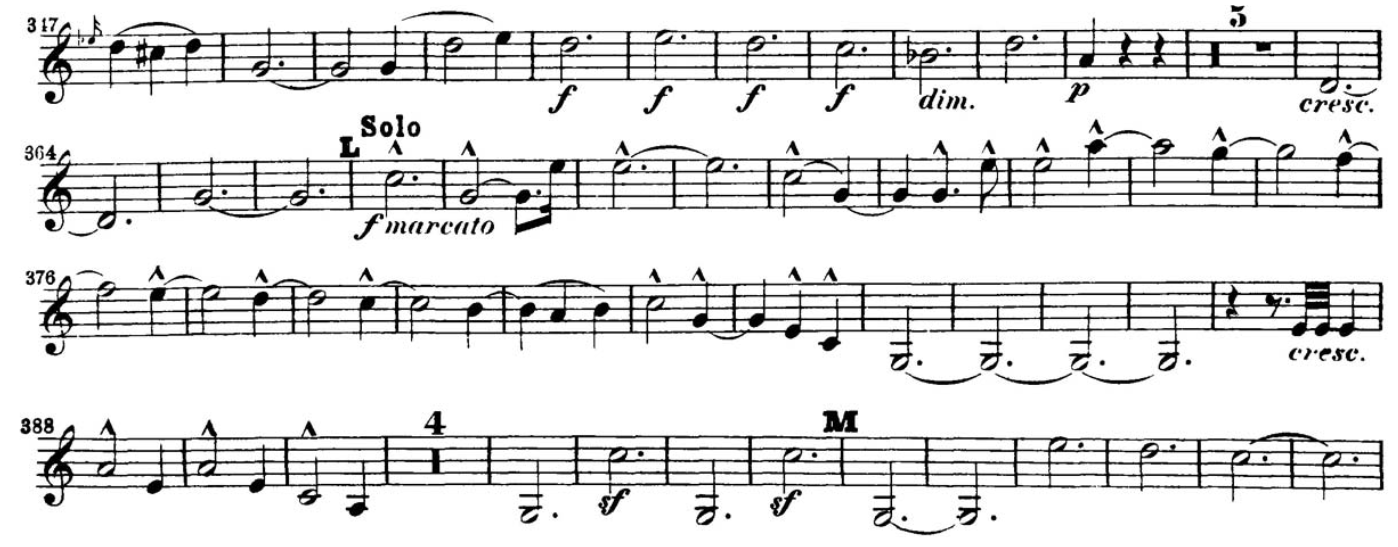 5
347
f f f f dim. p cresc.
Solo
364 L
f marcato
376
cresc.
388 4 M
sf sf